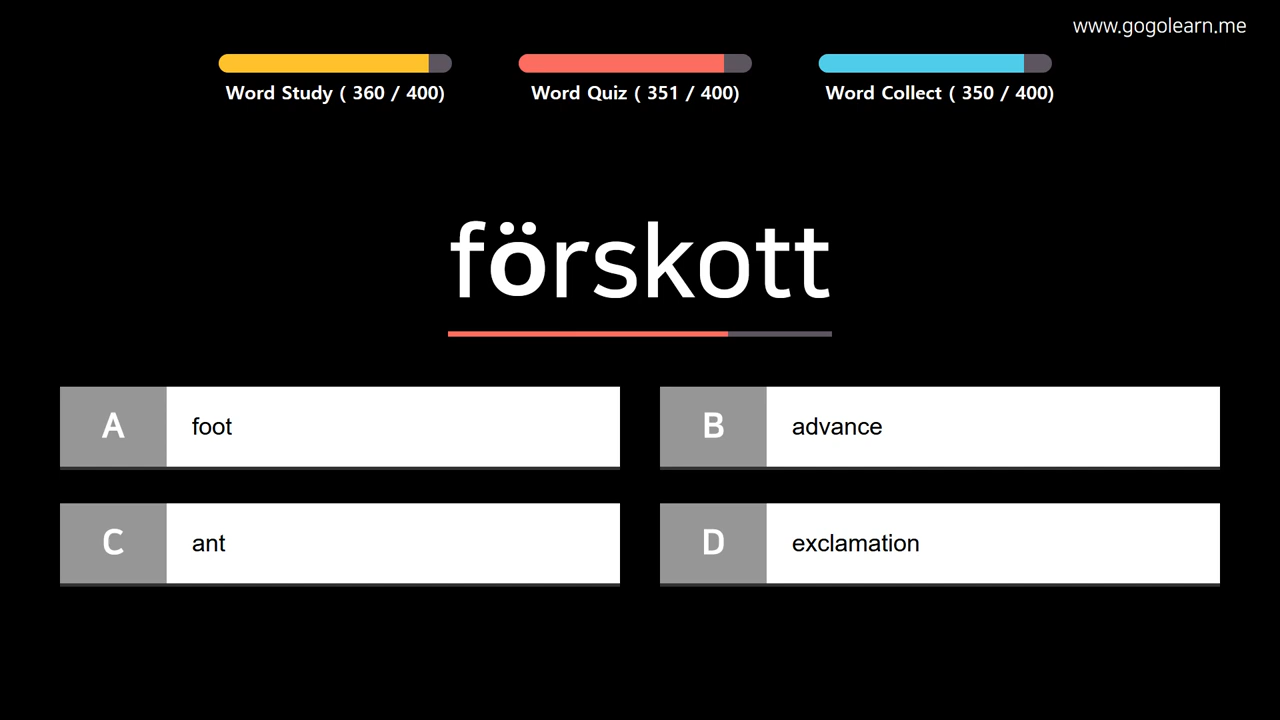 www.gogolearn.me
Word Study ( 360 / 400)
Word Quiz ( 351 / 400)
Word Collect ( 350 / 400)
förskott
A foot
B advance
C ant
D exclamation